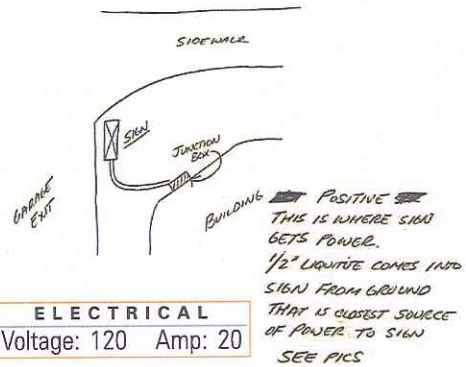 SIDEWALK
SIGN
JUNCTION
BOX
GARAGE
EXIT
BUILDING
POSITIVE
THIS IS WHERE SIGN
GETS POWER.
1/2" LIQUITITE COMES INTO
SIGN FROM GROUND
THAT IS CLOSEST SOURCE
OF POWER TO SIGN
SEE PICS
ELECTRICAL
Voltage: 120 Amp: 20